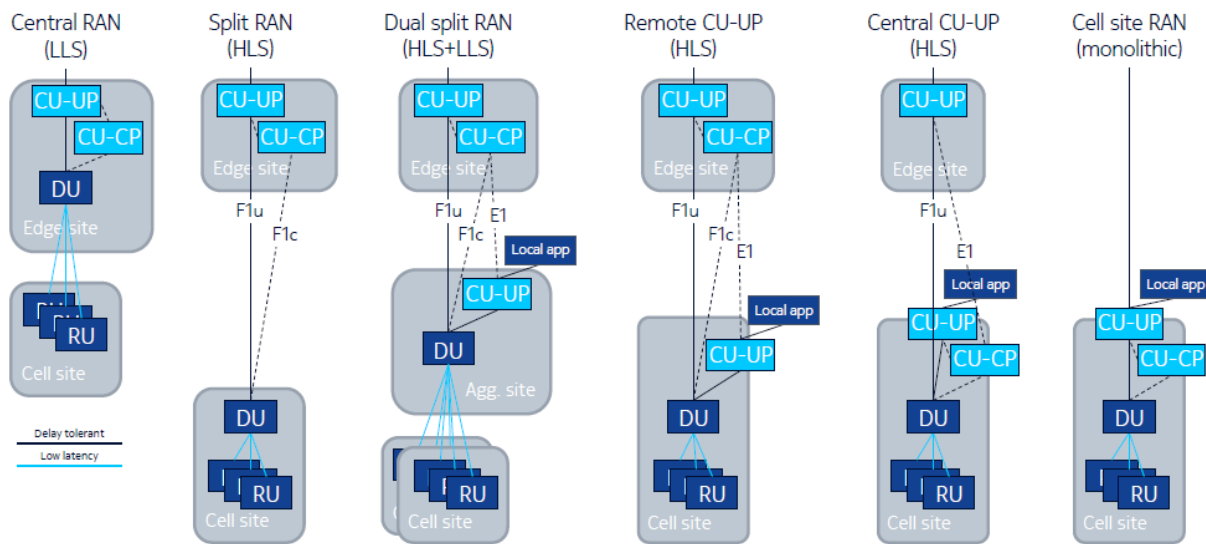 Central RAN
(LLS)
CU-UP
CU-CP
DU
Edge site
RU
Cell site
Delay tolerant
Low latency
Split RAN
(HLS)
CU-UP
CU-CP
Edge site
F1u
F1c
DU
RU
Cell site
Dual split RAN
(HLS+LLS)
CU-UP
CU-CP
Edge site
F1u
F1c
E1
Local app
CU-UP
DU
Agg. site
RU
Cell site
Remote CU-UP
(HLS)
CU-UP
CU-CP
Edge site
F1u
F1c
E1
Local app
CU-UP
DU
RU
Cell site
Central CU-UP
(HLS)
CU-UP
Edge site
F1u
E1
Local app
CU-UP
CU-CP
DU
RU
Cell site
Cell site RAN
(monolithic)
Local app
CU-UP
CU-CP
DU
RU
Cell site